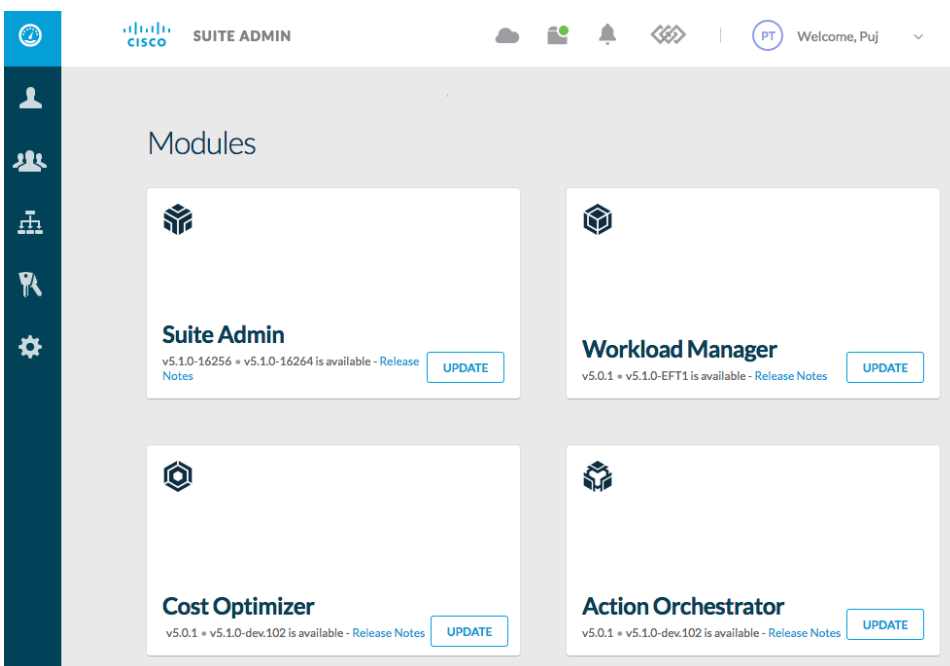 CISCO SUITE ADMIN PT Welcome, Puj
Modules
Suite Admin
v5.1.0-16256 • v5.1.0-16264 is available - Release
Notes
UPDATE
Workload Manager
v5.0.1 • v5.1.0-EFT1 is available - Release Notes
UPDATE
Cost Optimizer
v5.0.1 • v5.1.0-dev.102 is available - Release Notes
UPDATE
Action Orchestrator
v5.0.1 • v5.1.0-dev.102 is available - Release Notes
UPDATE